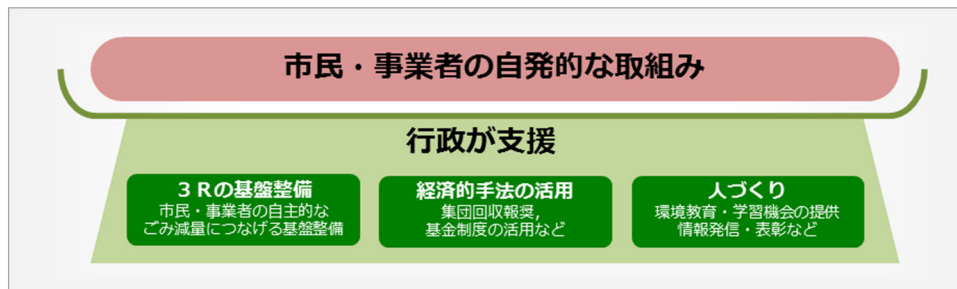 市民・事業者の自発的な取組み
行政が支援
３Ｒの基盤整備
市民・事業者の自主的な
ごみ減量につなげる基盤整備
経済的手法の活用
集団回収報奨，
基金制度の活用など
人づくり
環境教育・学習機会の提供
情報発信・表彰など